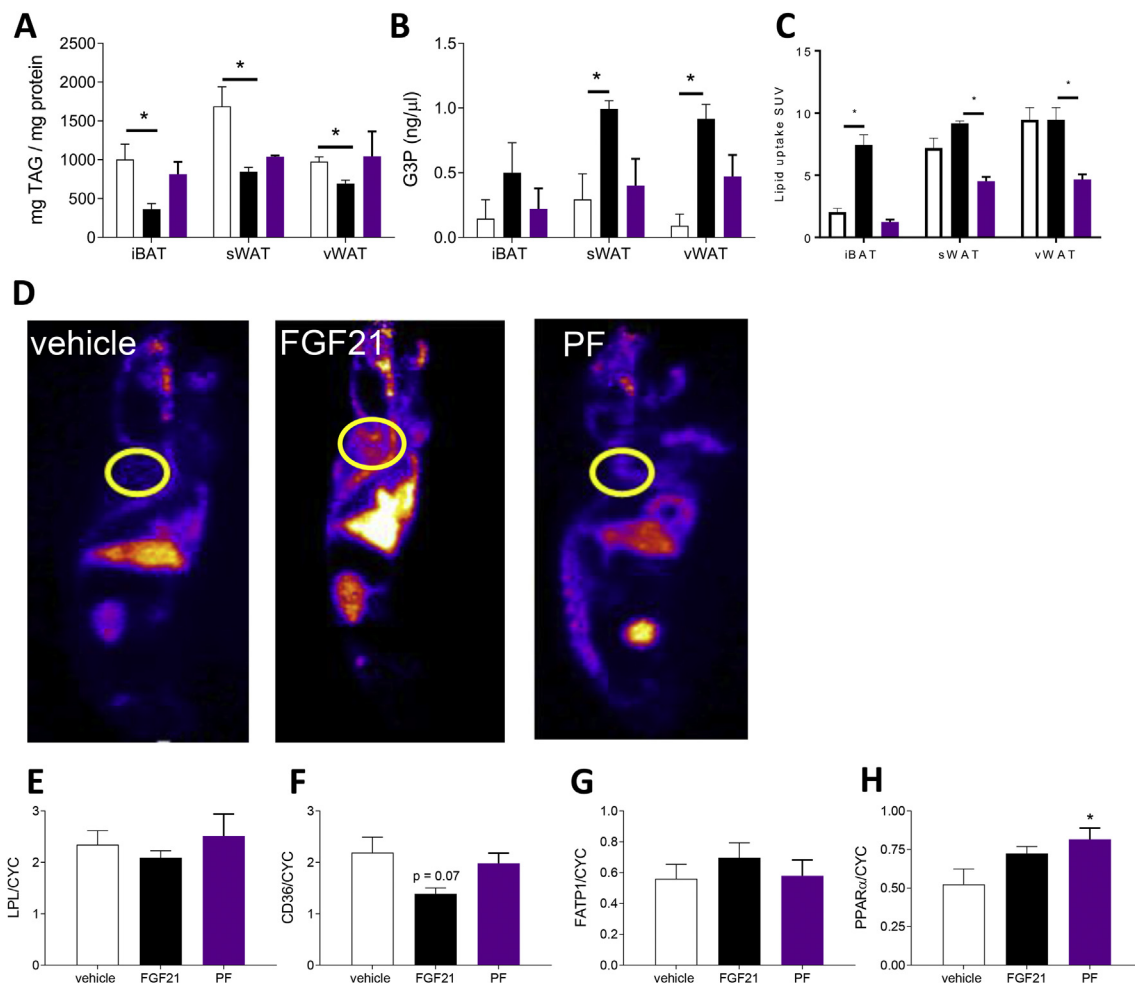 A
B
C
mg TAG / mg protein
2500
2000
1500
1000
500
0
*
*
*
iBAT
sWAT
vWAT
G3P (ng/μl)
1.5
1.0
0.5
0.0
*
*
iBAT
sWAT
vWAT
Lipid uptake SUV
15
10
5
0
*
*
*
iBAT
sWAT
vWAT
D
vehicle
FGF21
PF
E
F
G
H
LPL/CYC
3
2
1
0
vehicle
FGF21
PF
CD36/CYC
3
2
1
0
p = 0.07
vehicle
FGF21
PF
FATP1/CYC
1.0
0.8
0.6
0.4
0.2
0.0
vehicle
FGF21
PF
PPARα/CYC
1.00
0.75
0.50
0.25
0.00
*
vehicle
FGF21
PF